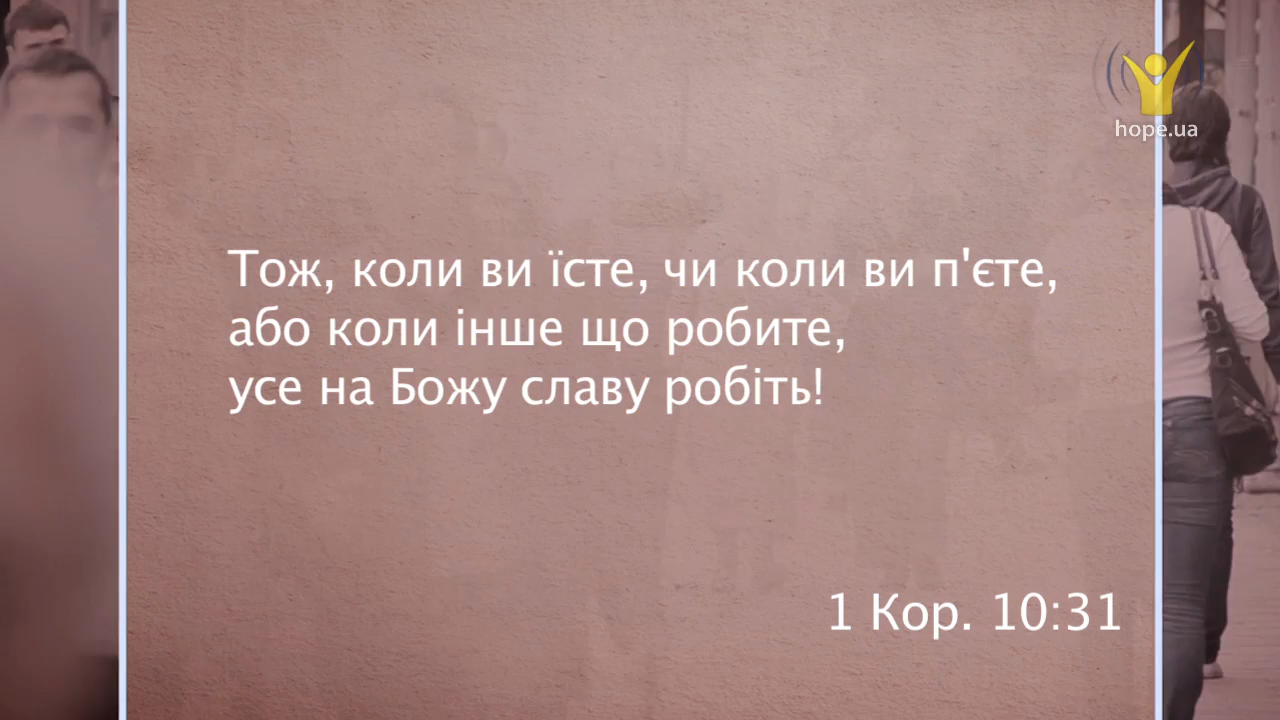 hope.ua
Тож, коли ви їсте, чи коли ви п'єте,
або коли інше що робите,
усе на Божу славу робіть!
1 Кор. 10:31